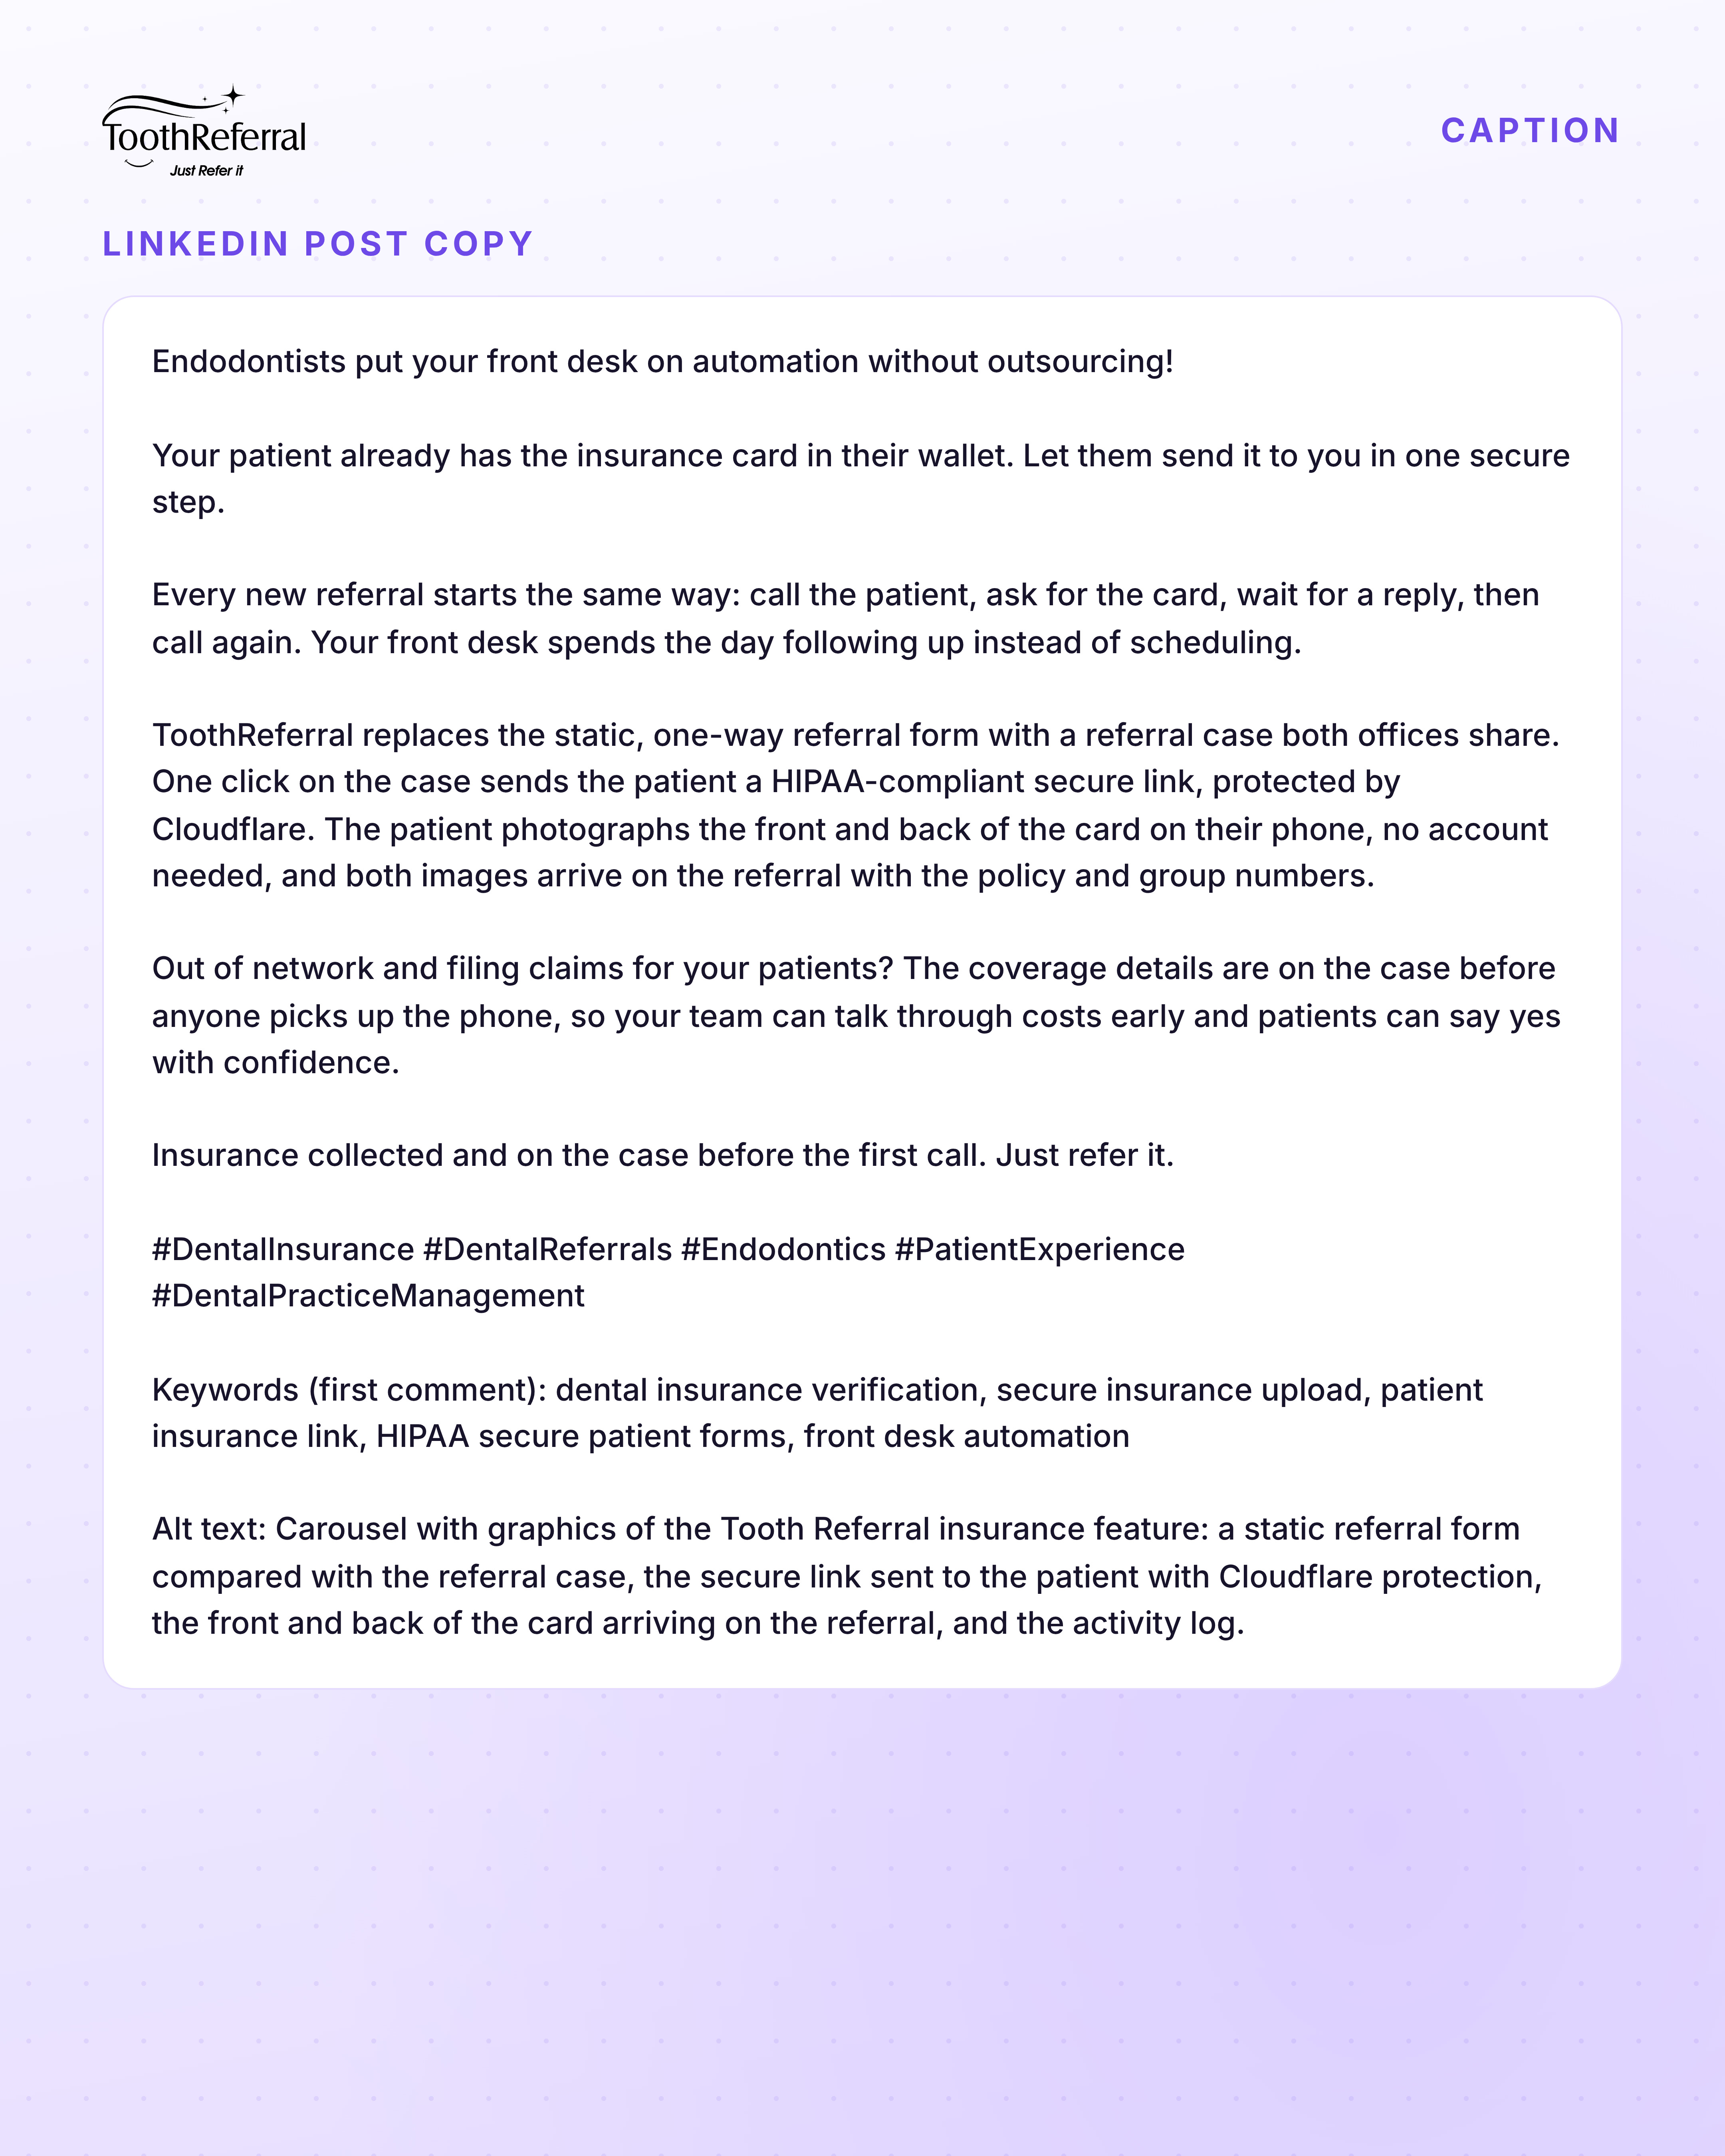 ToothReferral
Just Refer it
CAPTION
LINKEDIN POST COPY
Endodontists put your front desk on automation without outsourcing!
Your patient already has the insurance card in their wallet. Let them send it to you in one secure
step.
Every new referral starts the same way: call the patient, ask for the card, wait for a reply, then
call again. Your front desk spends the day following up instead of scheduling.
ToothReferral replaces the static, one-way referral form with a referral case both offices share.
One click on the case sends the patient a HIPAA-compliant secure link, protected by
Cloudflare. The patient photographs the front and back of the card on their phone, no account
needed, and both images arrive on the referral with the policy and group numbers.
Out of network and filing claims for your patients? The coverage details are on the case before
anyone picks up the phone, so your team can talk through costs early and patients can say yes
with confidence.
Insurance collected and on the case before the first call. Just refer it.
#DentalInsurance #DentalReferrals #Endodontics #PatientExperience
#DentalPracticeManagement
Keywords (first comment): dental insurance verification, secure insurance upload, patient
insurance link, HIPAA secure patient forms, front desk automation
Alt text: Carousel with graphics of the Tooth Referral insurance feature: a static referral form
compared with the referral case, the secure link sent to the patient with Cloudflare protection,
the front and back of the card arriving on the referral, and the activity log.